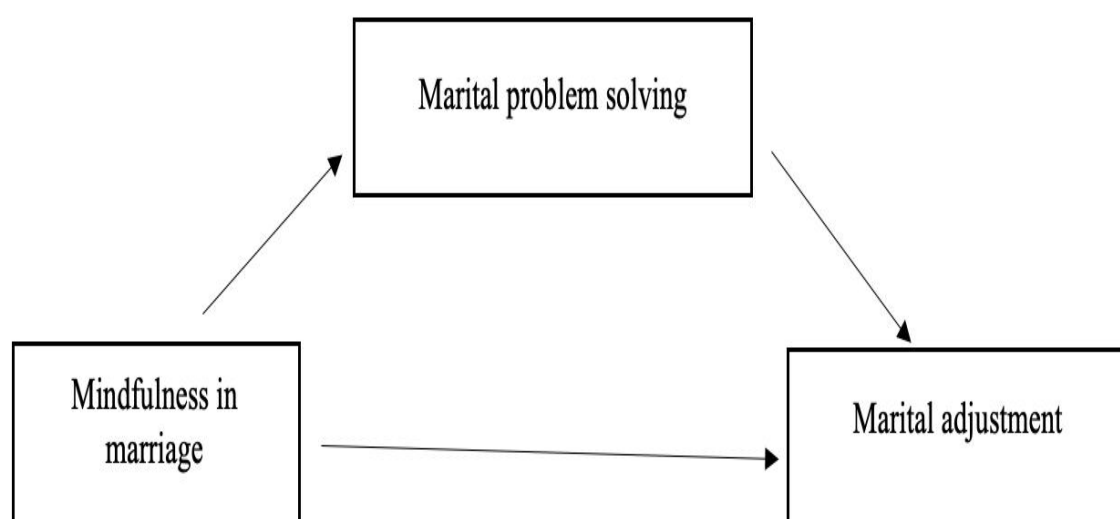 Marital problem solving
Mindfulness in
marriage
Marital adjustment